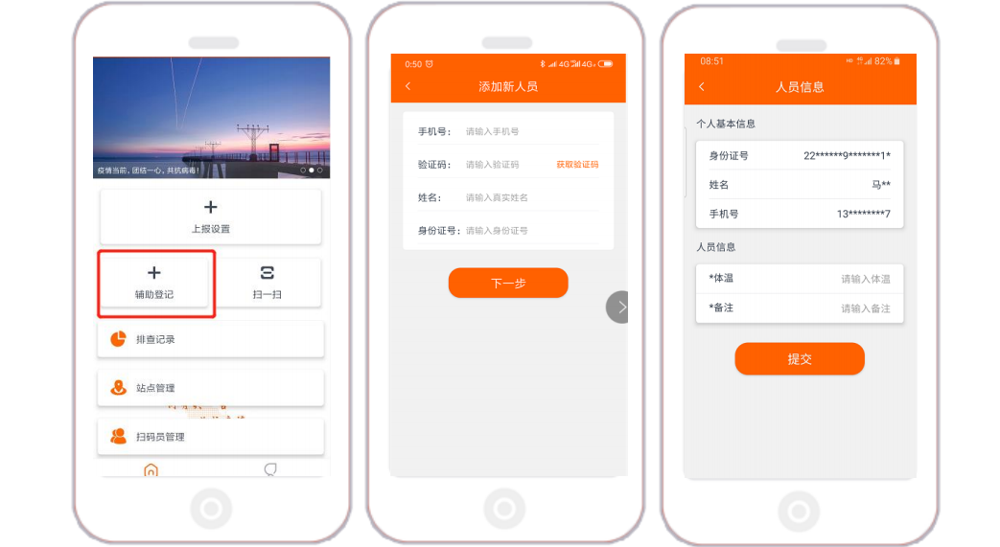 疫情当前，团结一心，共抗病毒！
上报设置
辅助登记
扫一扫
排查记录
站点管理
扫码员管理
0:50
4G 4G+
添加新人员
手机号： 请输入手机号
验证码： 请输入验证码 获取验证码
姓名： 请输入真实姓名
身份证号： 请输入身份证号
下一步
08:51 HD 82%
人员信息
个人基本信息
身份证号 22******9*******1*
姓名 马**
手机号 13********7
人员信息
*体温 请输入体温
*备注 请输入备注
提交